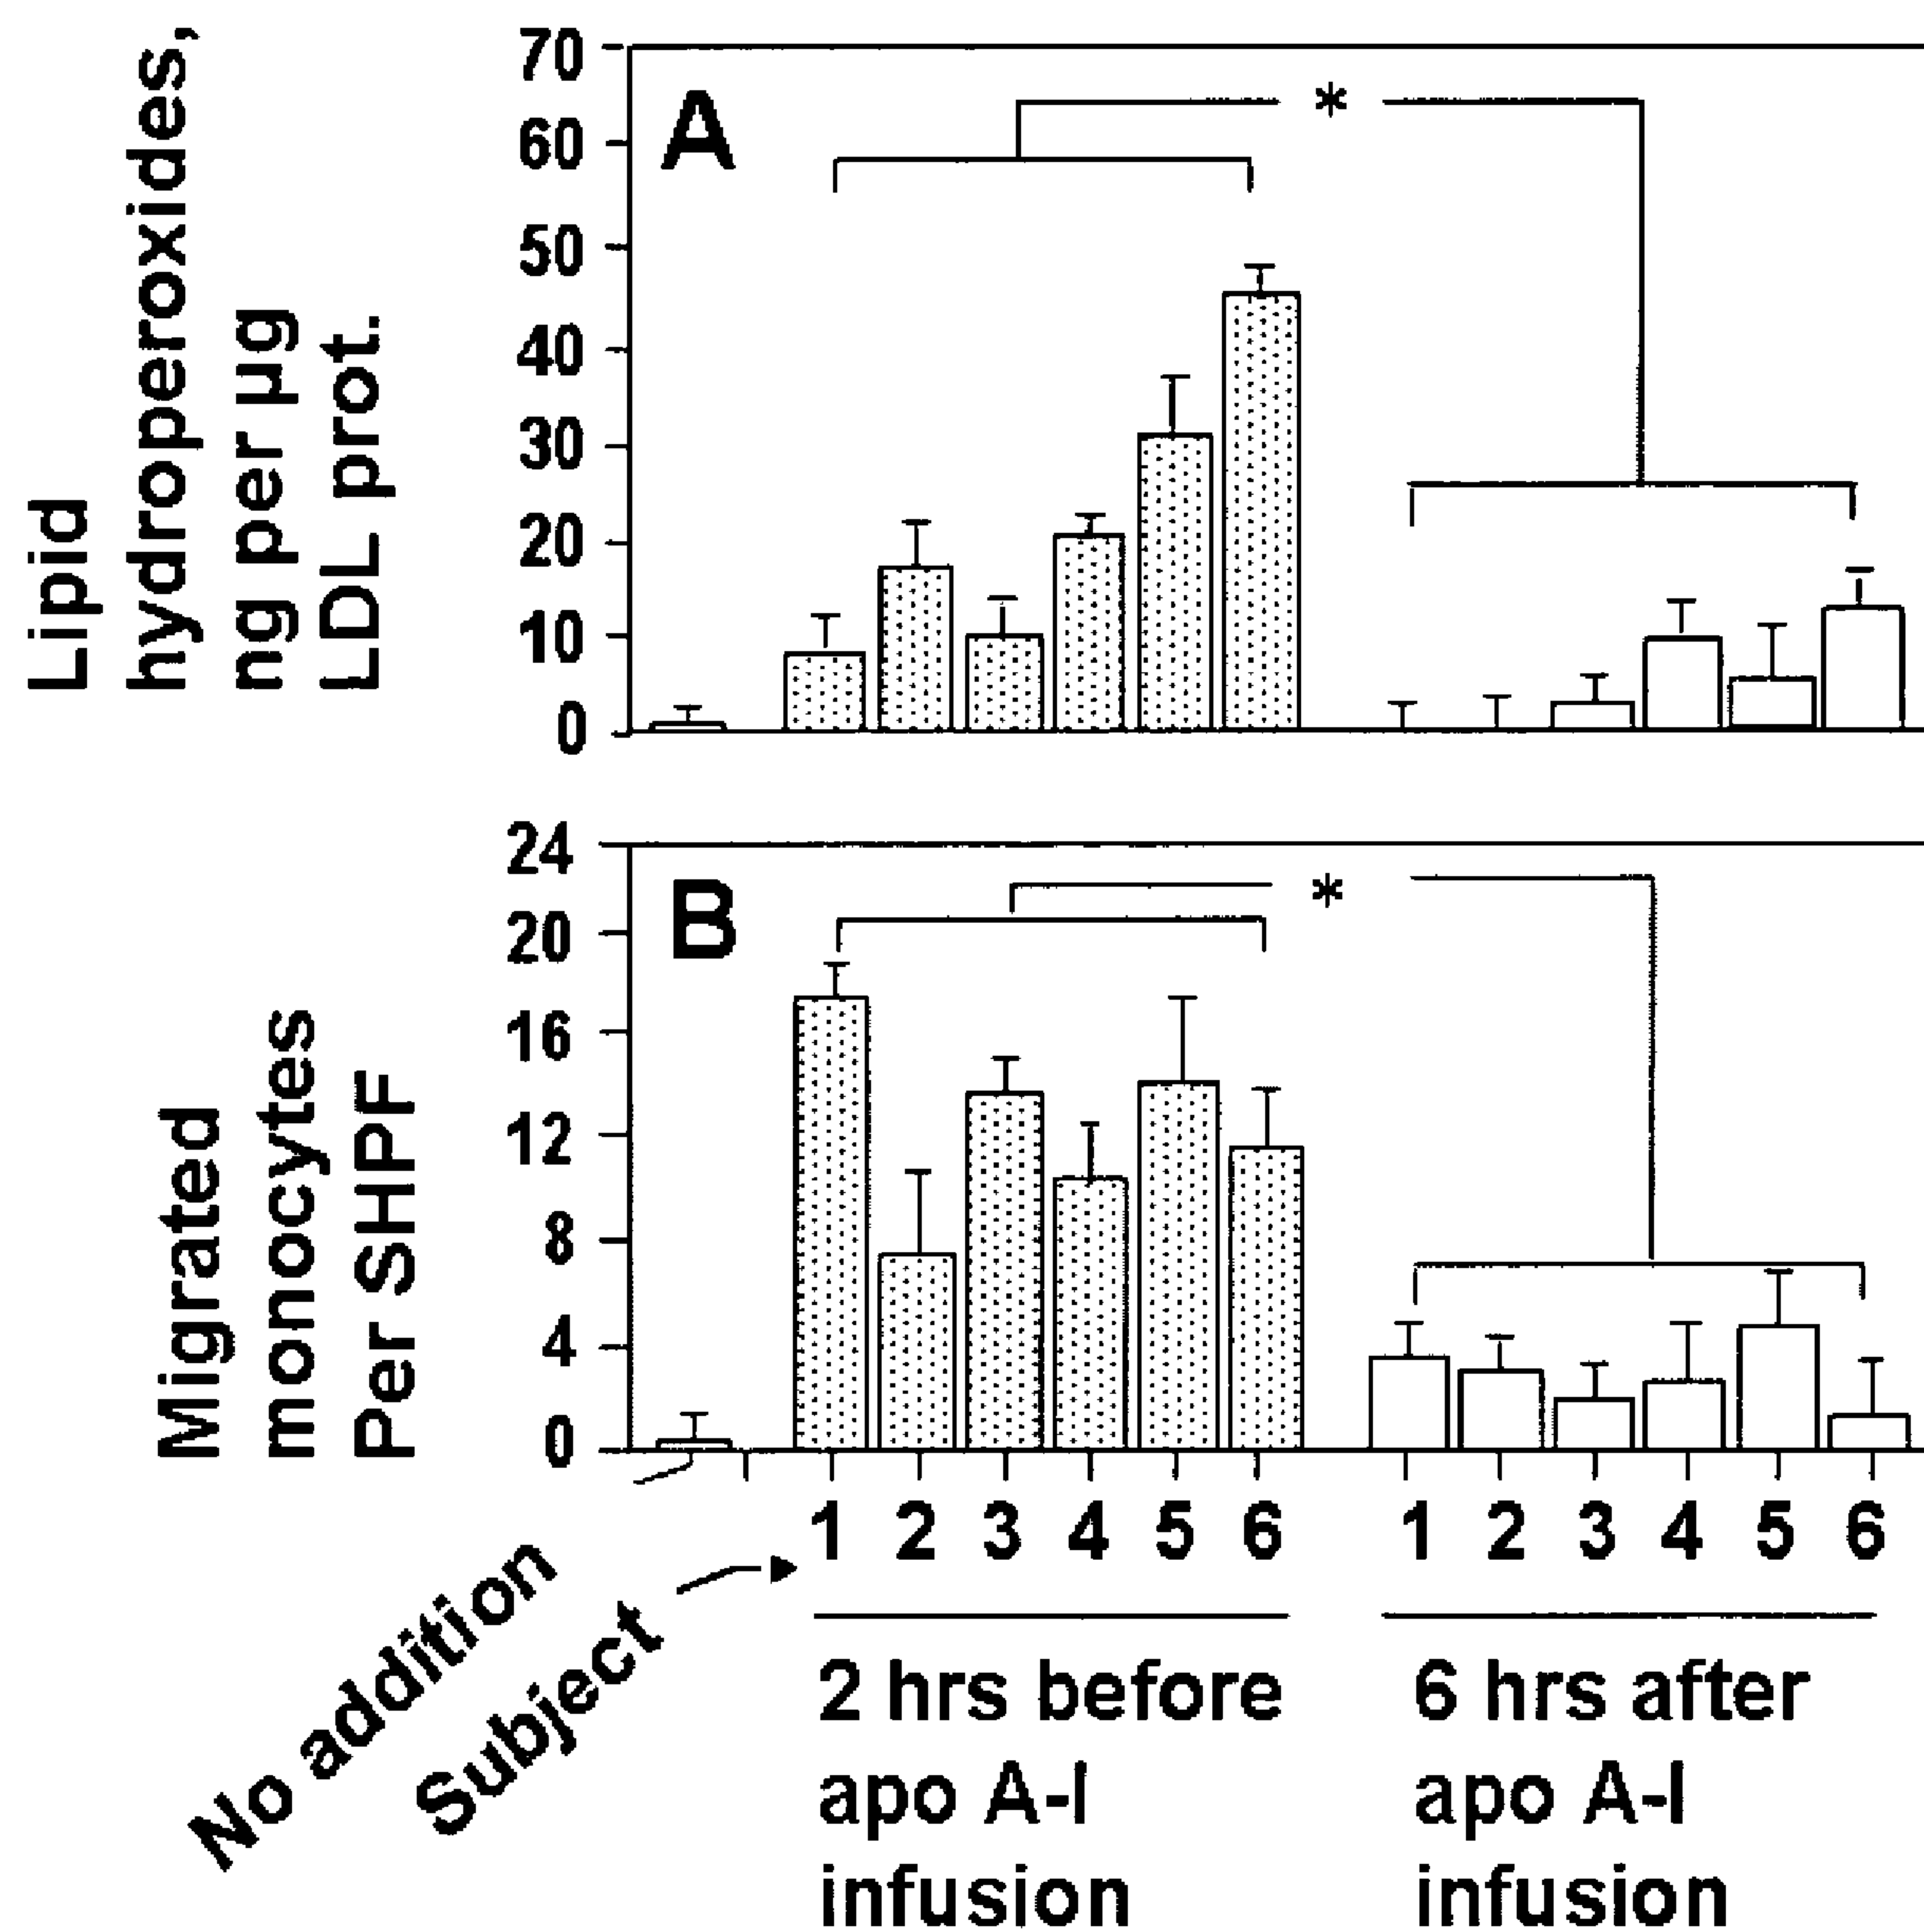 Lipid
hydroperoxides,
ng per µg
LDL prot.
70
60
50
40
30
20
10
0
A
*
Migrated
monocytes
Per SHPF
24
20
16
12
8
4
0
B
*
No addition
Subject
1 2 3 4 5 6
1 2 3 4 5 6
2 hrs before
apo A-I
infusion
6 hrs after
apo A-I
infusion